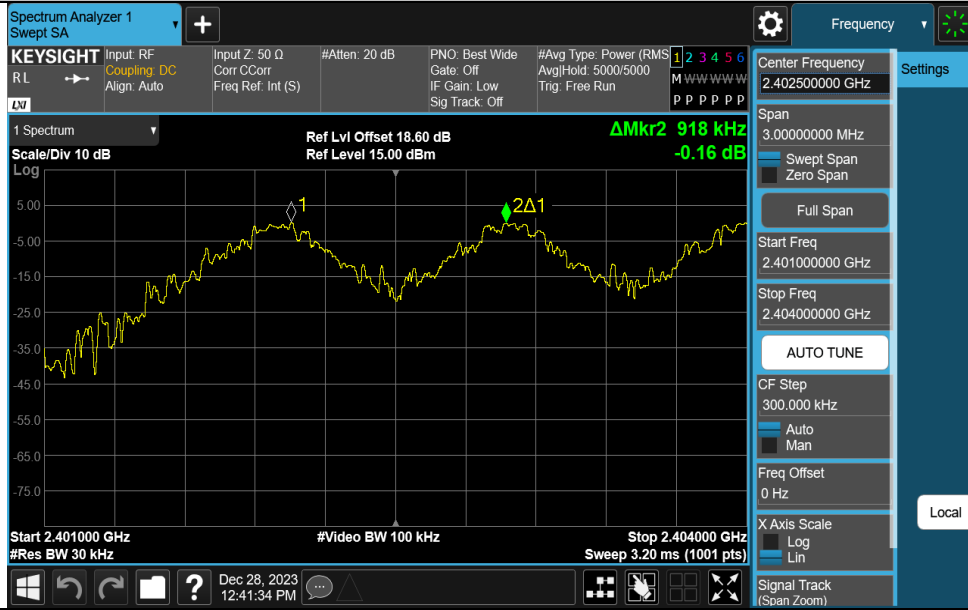 Spectrum Analyzer 1
Swept SA
+
Frequency
KEYSIGHT
R L
LXI
Input: RF
Coupling: DC
Align: Auto
Input Z: 50 Ω
Corr CCorr
Freq Ref: Int (S)
#Atten: 20 dB
PNO: Best Wide
Gate: Off
IF Gain: Low
Sig Track: Off
#Avg Type: Power (RMS
Avg|Hold: 5000/5000
Trig: Free Run
1 2 3 4 5 6
M W W W W W
P P P P P P
1 Spectrum
Scale/Div 10 dB
Log
Ref Lvl Offset 18.60 dB
Ref Level 15.00 dBm
ΔMkr2 918 kHz
-0.16 dB
1
2Δ1
5.00
-5.00
-15.0
-25.0
-35.0
-45.0
-55.0
-65.0
-75.0
Start 2.401000 GHz
#Res BW 30 kHz
#Video BW 100 kHz
Stop 2.404000 GHz
Sweep 3.20 ms (1001 pts)
Center Frequency
2.402500000 GHz
Span
3.00000000 MHz
Swept Span
Zero Span
Full Span
Start Freq
2.401000000 GHz
Stop Freq
2.404000000 GHz
AUTO TUNE
CF Step
300.000 kHz
Auto
Man
Freq Offset
0 Hz
X Axis Scale
Log
Lin
Signal Track
(Span Zoom)
Settings
Local
?
Dec 28, 2023
12:41:34 PM